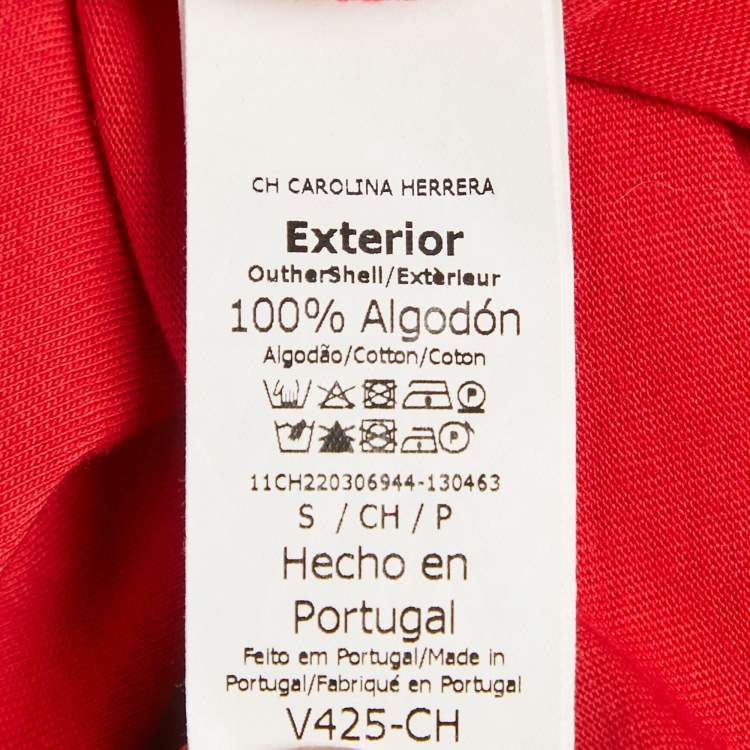 CH CAROLINA HERRERA
Exterior
OutherShell/Extèrieur
100% Algodón
Algodão/Cotton/Coton
P
P
11CH220306944-130463
S / CH / P
Hecho en
Portugal
Feito em Portugal/Made in
Portugal/Fabriqué en Portugal
V425-CH